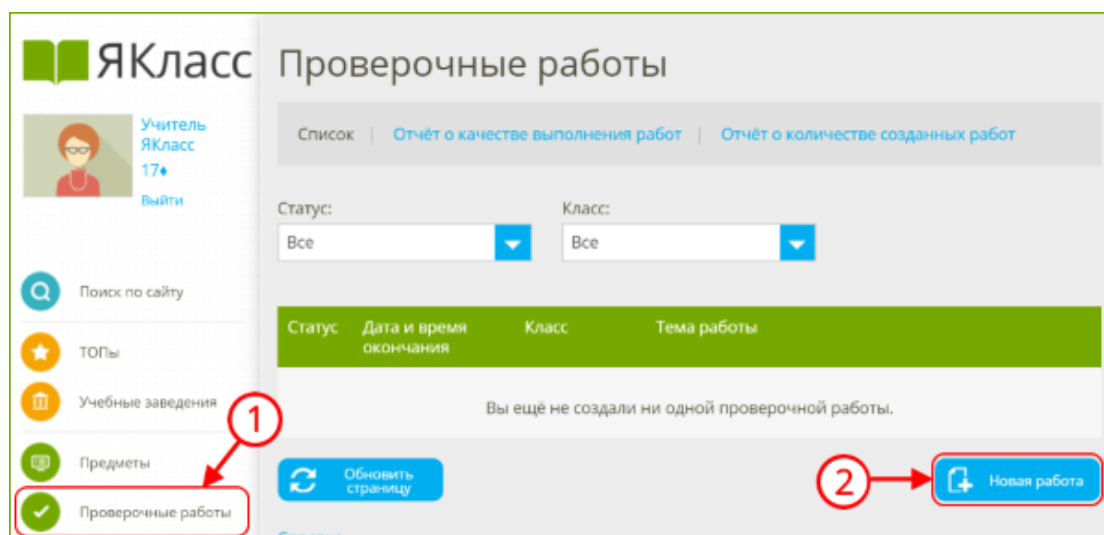 ЯКласс
Учитель
ЯКласс
17♦
Выйти
Поиск по сайту
ТОПы
Учебные заведения
1
Предметы
Проверочные работы
Проверочные работы
Список | Отчёт о качестве выполнения работ | Отчёт о количестве созданных работ
Статус: Класс:
Все Все
Статус Дата и время Класс Тема работы
окончания
Вы ещё не создали ни одной проверочной работы.
Обновить
страницу
2
Новая работа